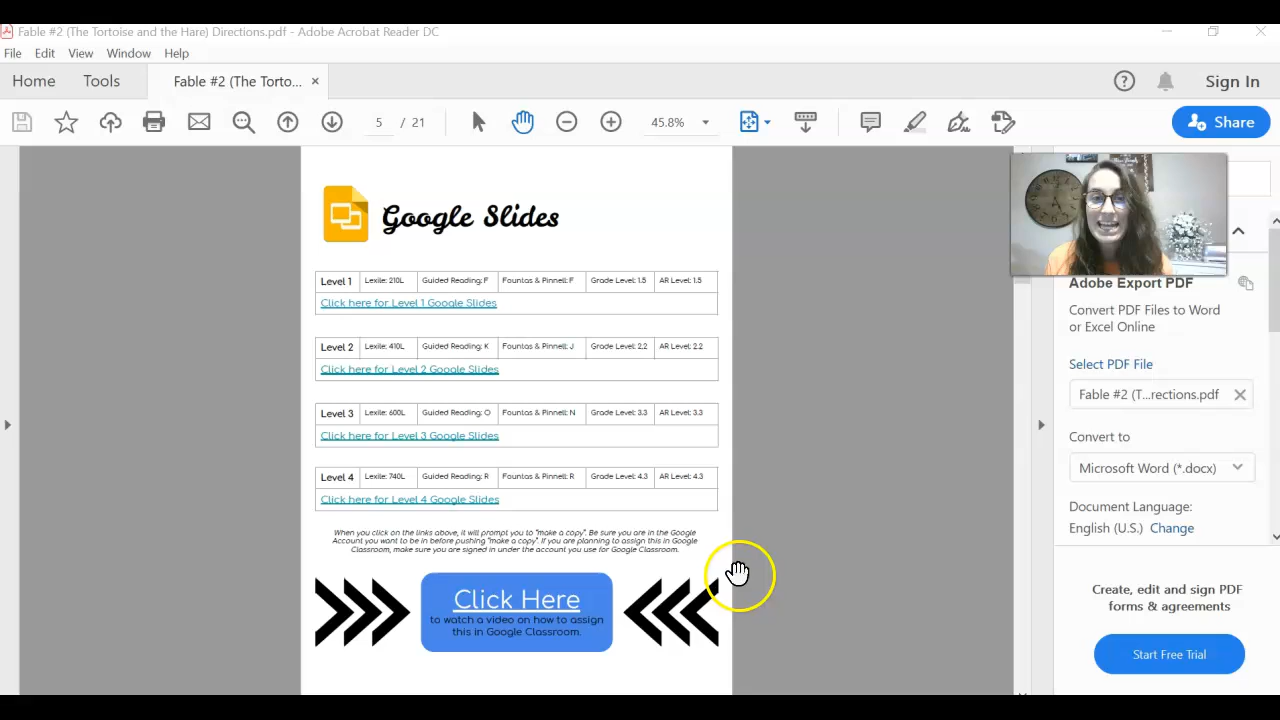 Fable #2 (The Tortoise and the Hare) Directions.pdf - Adobe Acrobat Reader DC
File Edit View Window Help
Home Tools Fable #2 (The Torto... × Sign In
5 / 21 45.8% Share
Google Slides
Level 1 Lexile: 210L Guided Reading: F Fountas & Pinnell: F Grade Level: 1.5 AR Level: 1.5
Click here for Level 1 Google Slides
Level 2 Lexile: 410L Guided Reading: K Fountas & Pinnell: J Grade Level: 2.2 AR Level: 2.2
Click here for Level 2 Google Slides
Level 3 Lexile: 600L Guided Reading: O Fountas & Pinnell: N Grade Level: 3.3 AR Level: 3.3
Click here for Level 3 Google Slides
Level 4 Lexile: 740L Guided Reading: R Fountas & Pinnell: R Grade Level: 4.3 AR Level: 4.3
Click here for Level 4 Google Slides
When you click on the links above, it will prompt you to "make a copy". Be sure you are in the Google
Account you want to be in before pushing "make a copy". If you are planning to assign this in Google
Classroom, make sure you are signed in under the account you use for Google Classroom.
Click Here
to watch a video on how to assign
this in Google Classroom.
Adobe Export PDF
Convert PDF Files to Word
or Excel Online
Select PDF File
Fable #2 (T...rections.pdf
Convert to
Microsoft Word (*.docx)
Document Language:
English (U.S.) Change
Create, edit and sign PDF
forms & agreements
Start Free Trial